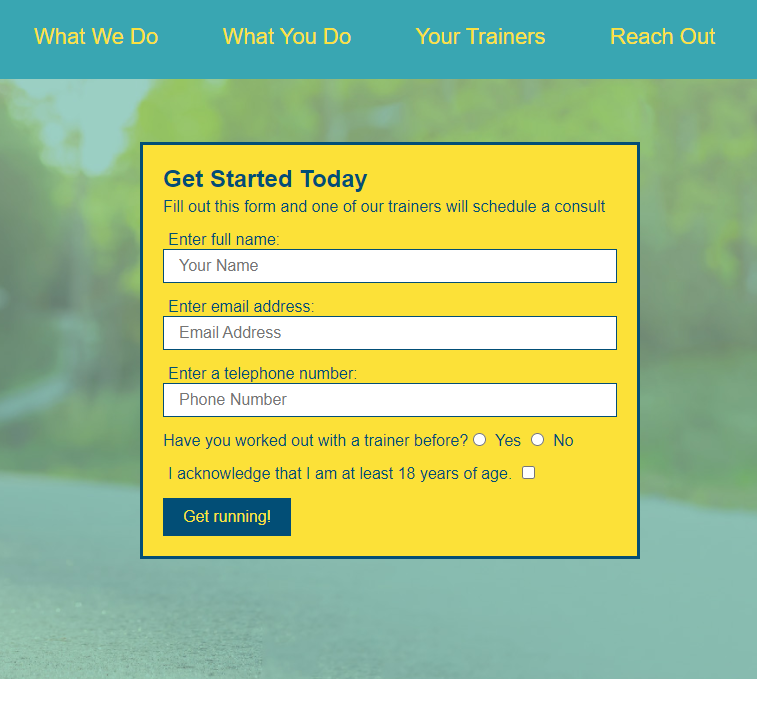 What We Do What You Do Your Trainers Reach Out
Get Started Today
Fill out this form and one of our trainers will schedule a consult
Enter full name:
Your Name
Enter email address:
Email Address
Enter a telephone number:
Phone Number
Have you worked out with a trainer before? Yes No
I acknowledge that I am at least 18 years of age.
Get running!